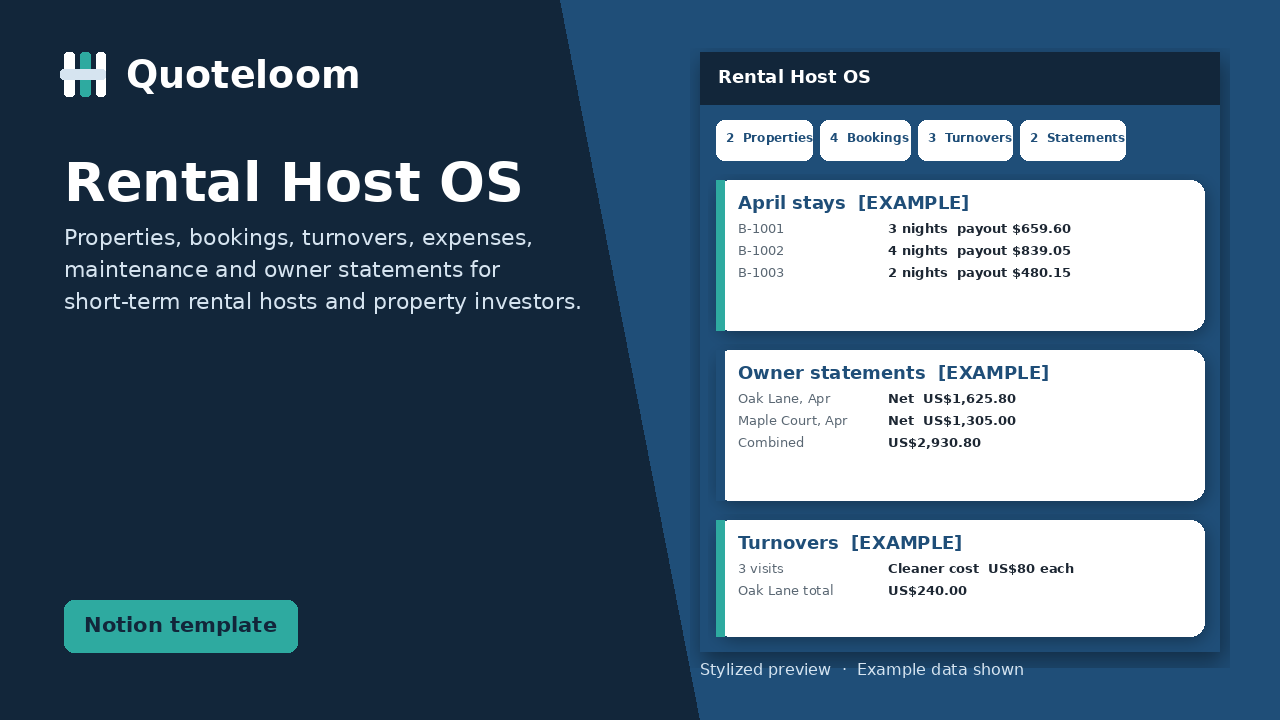 Quoteloom
Rental Host OS
Properties, bookings, turnovers, expenses,
maintenance and owner statements for
short-term rental hosts and property investors.
Notion template
Rental Host OS
2 Properties 4 Bookings 3 Turnovers 2 Statements
April stays [EXAMPLE]
B-1001 3 nights payout $659.60
B-1002 4 nights payout $839.05
B-1003 2 nights payout $480.15
Owner statements [EXAMPLE]
Oak Lane, Apr Net US$1,625.80
Maple Court, Apr Net US$1,305.00
Combined US$2,930.80
Turnovers [EXAMPLE]
3 visits Cleaner cost US$80 each
Oak Lane total US$240.00
Stylized preview · Example data shown